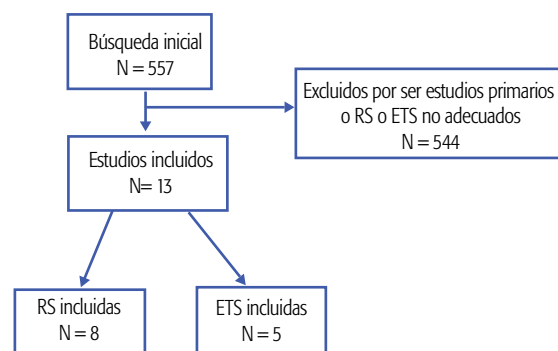 Búsqueda inicial
N = 557
Excluidos por ser estudios primarios
o RS o ETS no adecuados
N = 544
Estudios incluidos
N= 13
RS incluidas
N = 8
ETS incluidas
N = 5